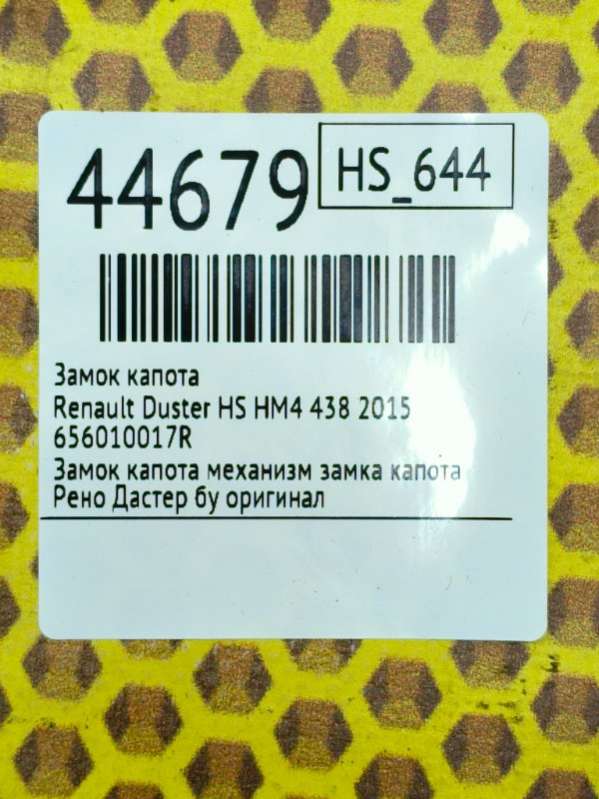 44679
HS_644
Замок капота
Renault Duster HS HM4 438 2015
656010017R
Замок капота механизм замка капота
Рено Дастер бу оригинал